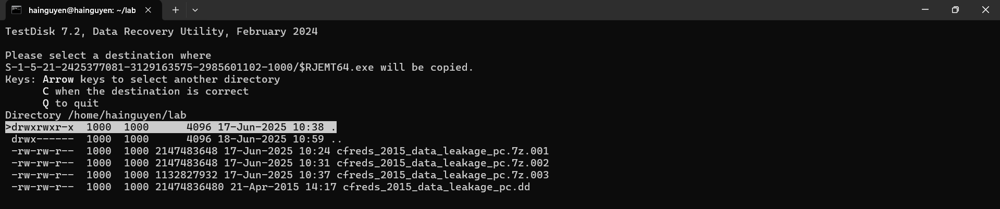 hainguyen@hainguyen: ~/lab
TestDisk 7.2, Data Recovery Utility, February 2024
Please select a destination where
S-1-5-21-2425377081-3129163575-2985601102-1000/$RJEMT64.exe will be copied.
Keys: Arrow keys to select another directory
      C when the destination is correct
      Q to quit
Directory /home/hainguyen/lab
>drwxrwxr-x  1000  1000      4096 17-Jun-2025 10:38 .
 drwx------  1000  1000      4096 18-Jun-2025 10:59 ..
 -rw-rw-r--  1000  1000 2147483648 17-Jun-2025 10:24 cfreds_2015_data_leakage_pc.7z.001
 -rw-rw-r--  1000  1000 2147483648 17-Jun-2025 10:31 cfreds_2015_data_leakage_pc.7z.002
 -rw-rw-r--  1000  1000 1132827932 17-Jun-2025 10:37 cfreds_2015_data_leakage_pc.7z.003
 -rw-rw-r--  1000  1000 21474836480 21-Apr-2015 14:17 cfreds_2015_data_leakage_pc.dd